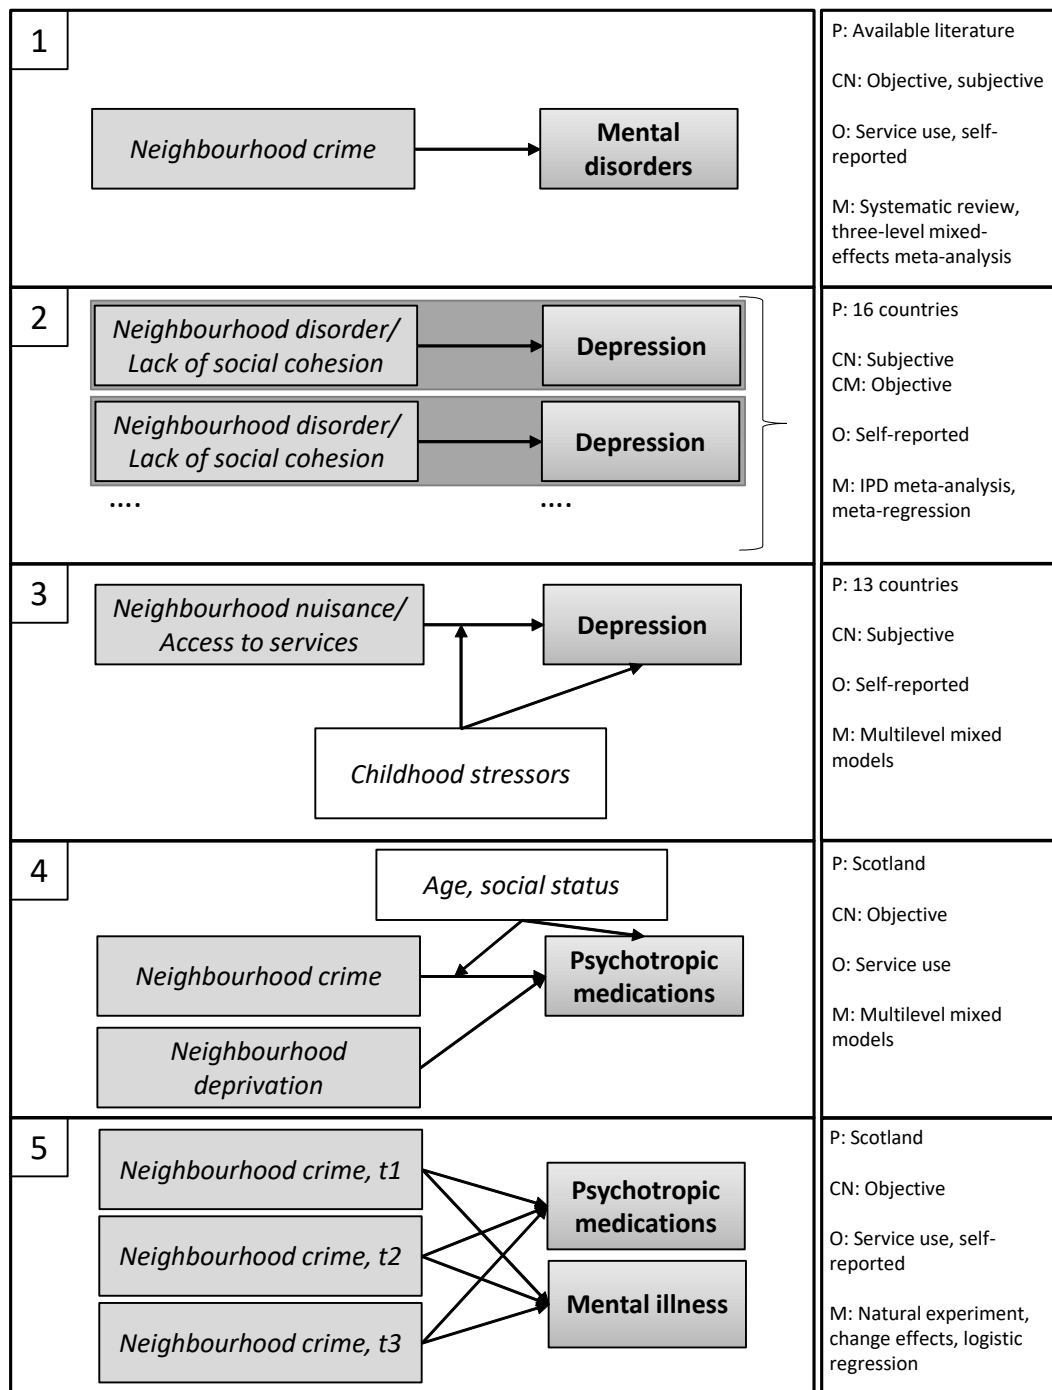 1
Neighbourhood crime
Mental
disorders
P: Available literature
CN: Objective, subjective
O: Service use, self-
reported
M: Systematic review,
three-level mixed-
effects meta-analysis
2
Neighbourhood disorder/
Lack of social cohesion
Depression
Neighbourhood disorder/
Lack of social cohesion
Depression
.... ....
P: 16 countries
CN: Subjective
CM: Objective
O: Self-reported
M: IPD meta-analysis,
meta-regression
3
Neighbourhood nuisance/
Access to services
Depression
Childhood stressors
P: 13 countries
CN: Subjective
O: Self-reported
M: Multilevel mixed
models
4
Age, social status
Neighbourhood crime
Psychotropic
medications
Neighbourhood
deprivation
P: Scotland
CN: Objective
O: Service use
M: Multilevel mixed
models
5
Neighbourhood crime, t1
Neighbourhood crime, t2
Neighbourhood crime, t3
Psychotropic
medications
Mental illness
P: Scotland
CN: Objective
O: Service use, self-
reported
M: Natural experiment,
change effects, logistic
regression